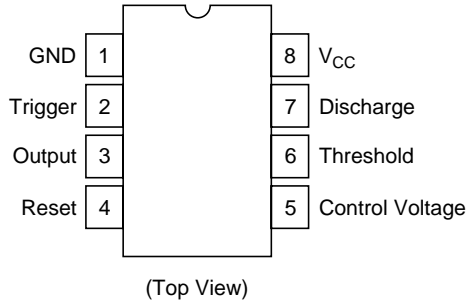 GND 1 8 VCC
Trigger 2 7 Discharge
Output 3 6 Threshold
Reset 4 5 Control Voltage
(Top View)